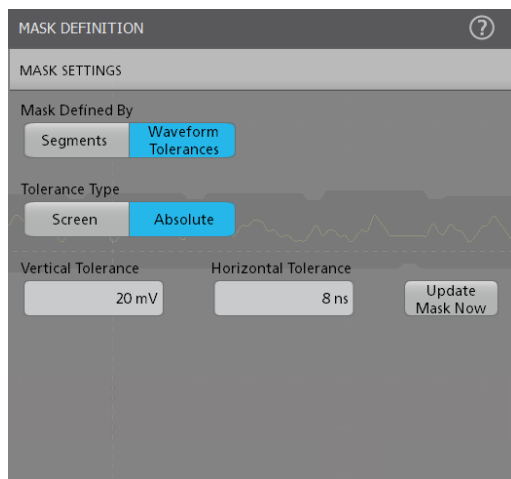 MASK DEFINITION ?
MASK SETTINGS
Mask Defined By
Segments
Waveform
Tolerances
Tolerance Type
Screen Absolute
Vertical Tolerance Horizontal Tolerance
20 mV 8 ns
Update
Mask Now